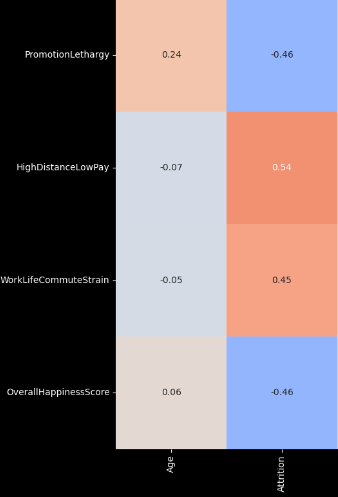 PromotionLethargy 0.24 -0.46
HighDistanceLowPay -0.07 0.54
WorkLifeCommuteStrain -0.05 0.45
OverallHappinessScore 0.06 -0.46
Age
Attrition